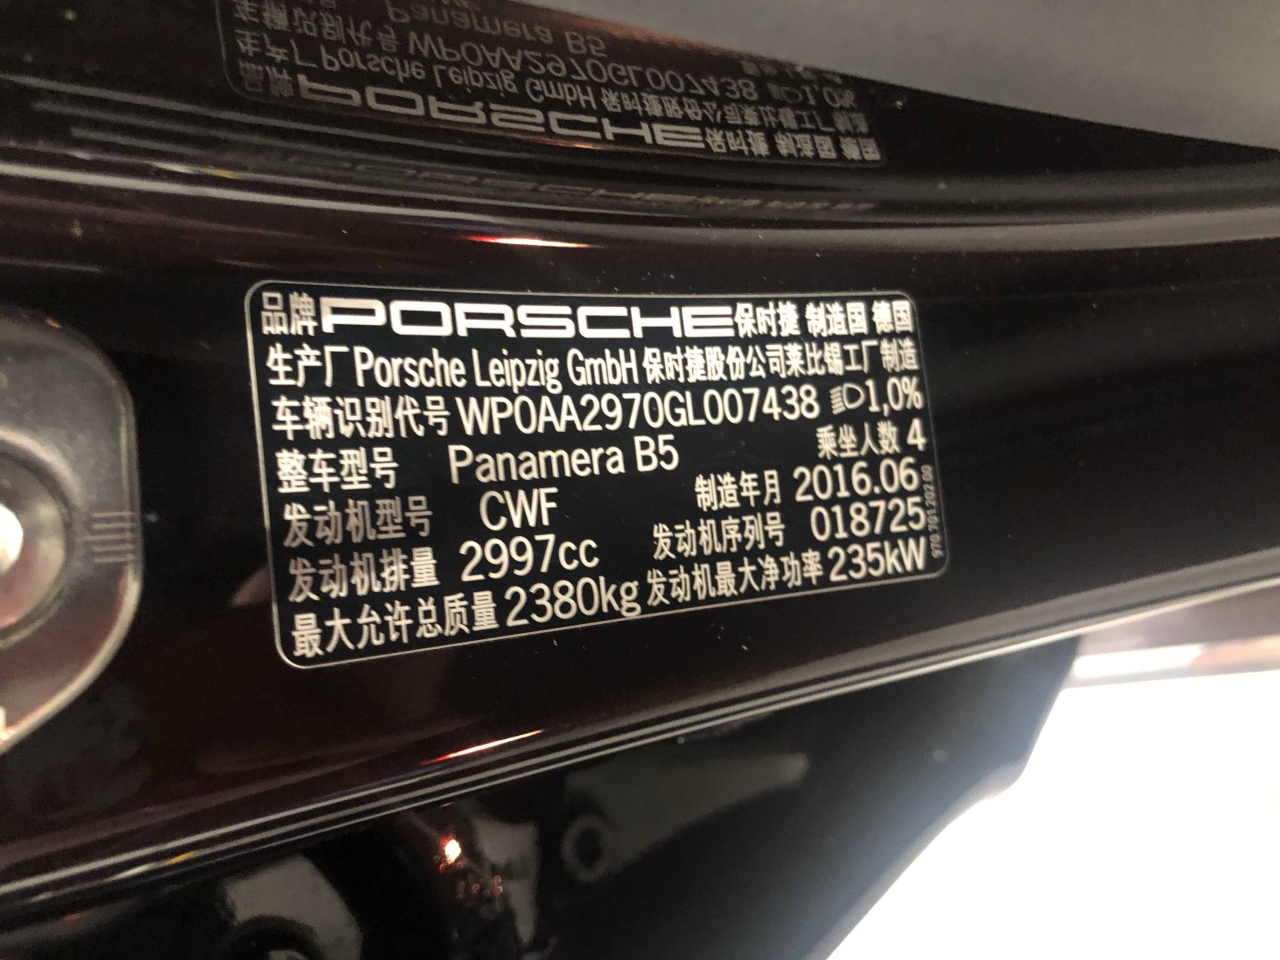 品牌 PORSCHE 保时捷 制造国 德国
生产厂 Porsche Leipzig GmbH 保时捷股份公司莱比锡工厂制造
车辆识别代号 WP0AA2970GL007438 1,0%
整车型号 Panamera B5 乘坐人数 4
发动机型号 CWF 制造年月 2016.06
发动机排量 2997cc 发动机序列号 018725
最大允许总质量 2380kg 发动机最大净功率 235kW
970.701.202.00